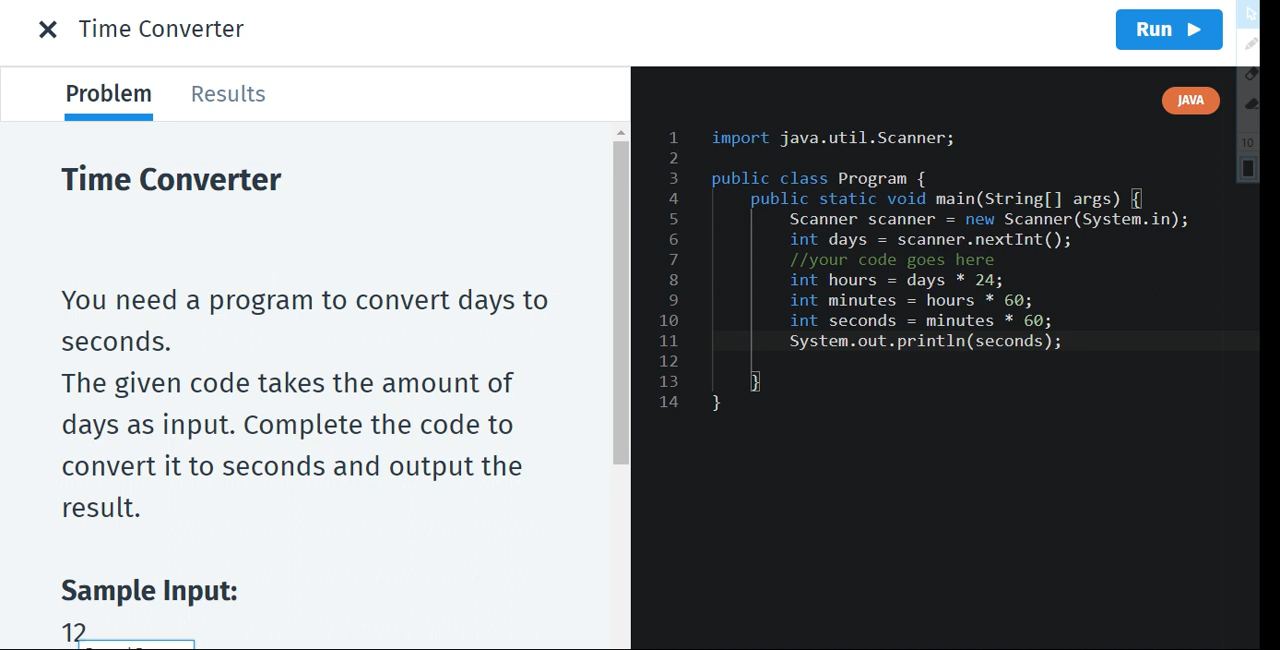 Time Converter
Run
Problem
Results
JAVA
Time Converter
You need a program to convert days to
seconds.
The given code takes the amount of
days as input. Complete the code to
convert it to seconds and output the
result.
Sample Input:
12
1 import java.util.Scanner;
2
3 public class Program {
4 public static void main(String[] args) {
5 Scanner scanner = new Scanner(System.in);
6 int days = scanner.nextInt();
7 //your code goes here
8 int hours = days * 24;
9 int minutes = hours * 60;
10 int seconds = minutes * 60;
11 System.out.println(seconds);
12
13 }
14 }
10